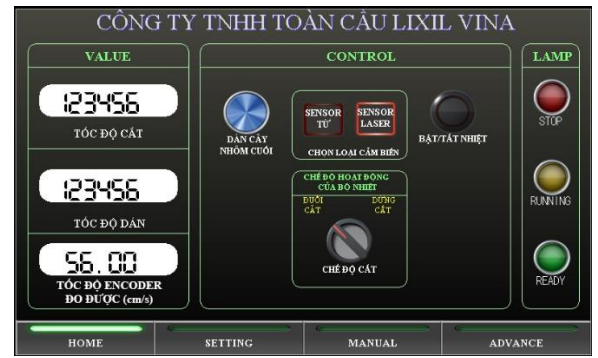 CÔNG TY TNHH TOÀN CẦU LIXIL VINA
VALUE
123456
TỐC ĐỘ CẮT
123456
TỐC ĐỘ DÁN
56.00
TỐC ĐỘ ENCODER
ĐO ĐƯỢC (cm/s)
CONTROL
DÁN CÂY
NHÔM CUỐI
SENSOR
TỪ
SENSOR
LASER
CHỌN LOẠI CẢM BIẾN
BẬT/TẮT NHIỆT
CHẾ ĐỘ HOẠT ĐỘNG
CỦA BỘ NHIỆT
ĐUỔI
CẮT
DỪNG
CẮT
CHẾ ĐỘ CẮT
LAMP
STOP
RUNNING
READY
HOME
SETTING
MANUAL
ADVANCE